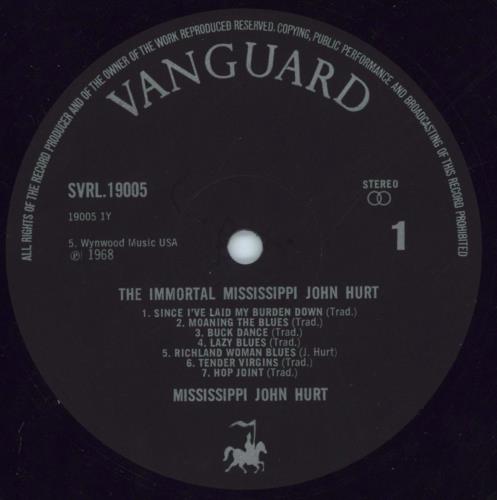 ALL RIGHTS OF THE RECORD PRODUCER AND OF THE OWNER OF THE WORK REPRODUCED RESERVED. COPYING, PUBLIC PERFORMANCE AND BROADCASTING OF THIS RECORD PROHIBITED
VANGUARD
SVRL.19005
STEREO
19005 1Y
1
5. Wynwood Music USA
℗ 1968
THE IMMORTAL MISSISSIPPI JOHN HURT
1. SINCE I'VE LAID MY BURDEN DOWN (Trad.)
2. MOANING THE BLUES (Trad.)
3. BUCK DANCE (Trad.)
4. LAZY BLUES (Trad.)
5. RICHLAND WOMAN BLUES (J. Hurt)
6. TENDER VIRGINS (Trad.)
7. HOP JOINT (Trad.)
MISSISSIPPI JOHN HURT